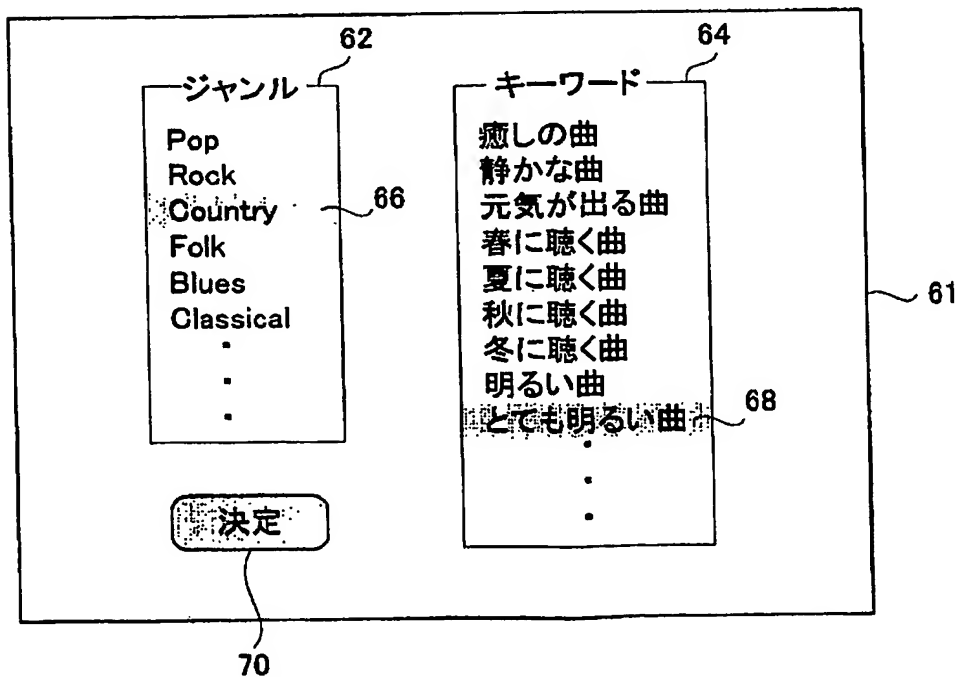 62
ジャンル
Pop
Rock
Country
66
Folk
Blues
Classical
・
・
・
64
キーワード
癒しの曲
静かな曲
元気が出る曲
春に聴く曲
夏に聴く曲
秋に聴く曲
冬に聴く曲
明るい曲
とても明るい曲
68
・
・
・
61
決定
70